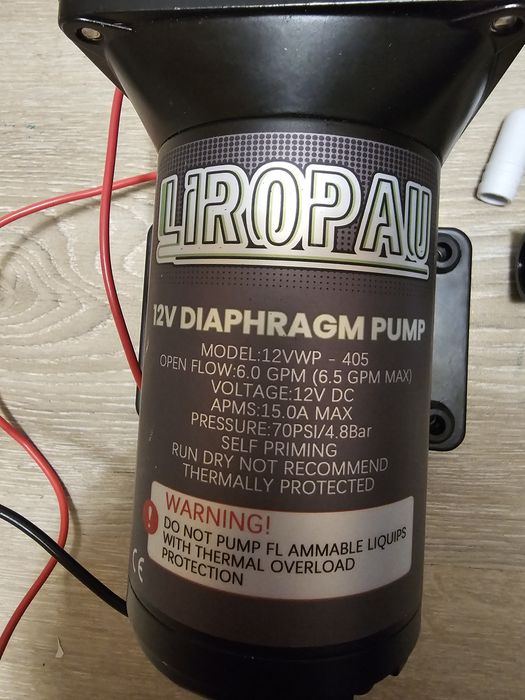 LIROPAU
12V DIAPHRAGM PUMP
MODEL:12VWP - 405
OPEN FLOW:6.0 GPM (6.5 GPM MAX)
VOLTAGE:12V DC
APMS:15.0A MAX
PRESSURE:70PSI/4.8Bar
SELF PRIMING
RUN DRY NOT RECOMMEND
THERMALLY PROTECTED
! WARNING!
DO NOT PUMP FL AMMABLE LIQUIPS
WITH THERMAL OVERLOAD
PROTECTION
CE